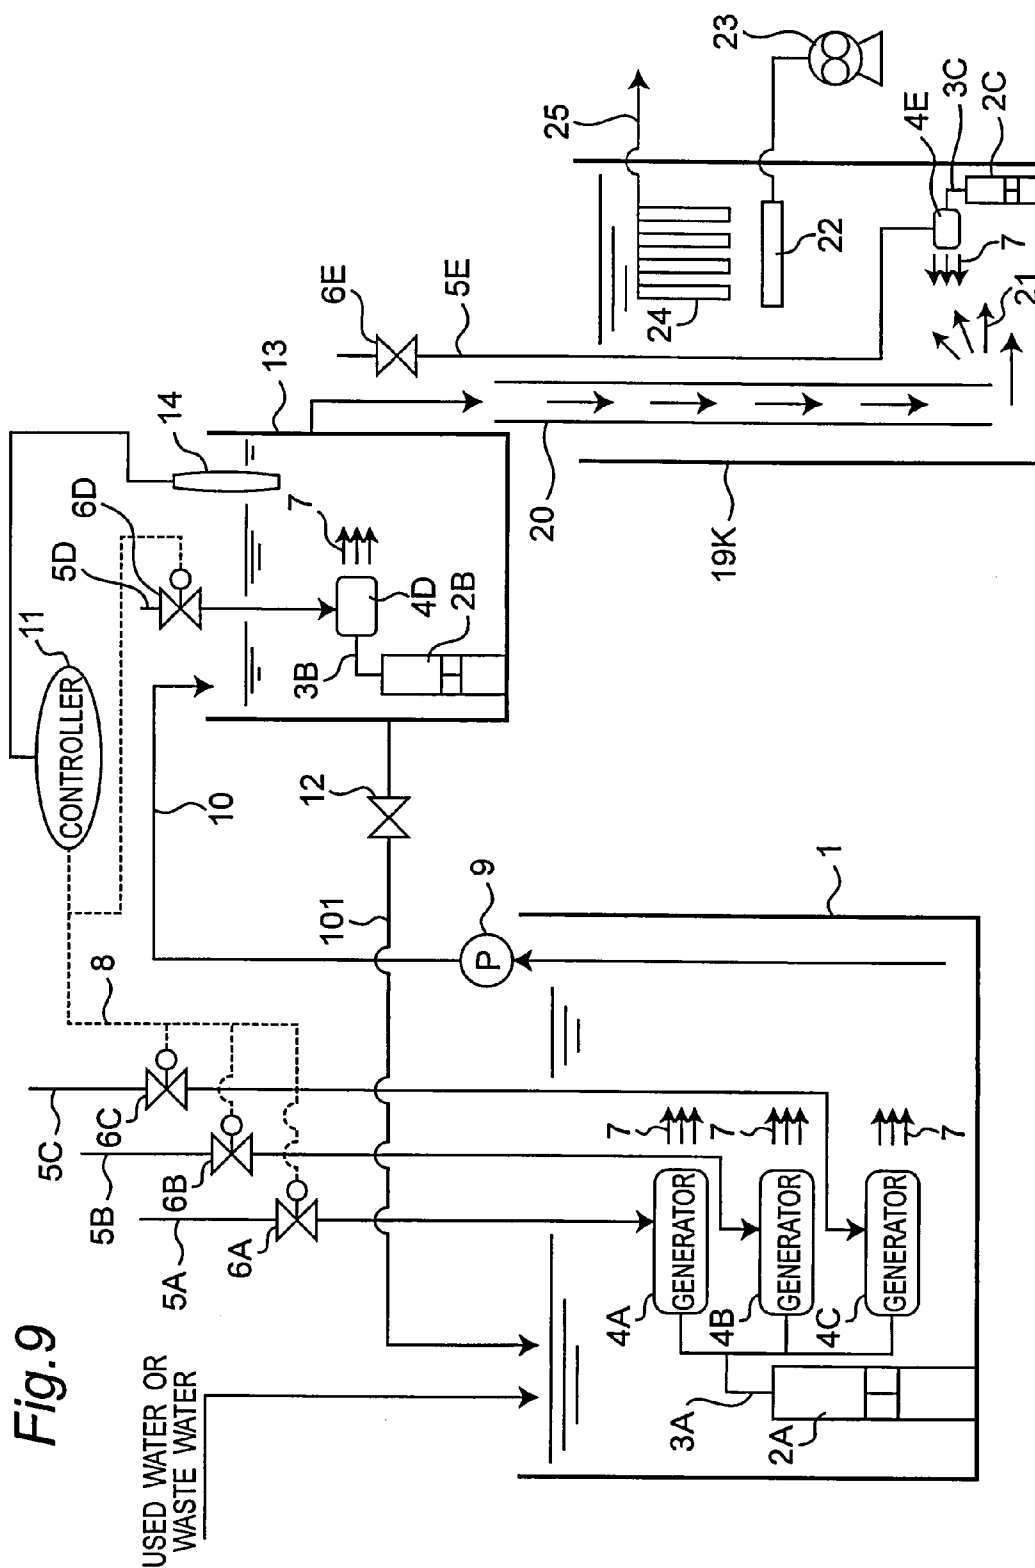 Fig.9
USED WATER OR
WASTE WATER
5A
5B
5C
6A
6B
6C
8
CONTROLLER
11
5D
6D
14
13
6E
5E
25
23
10
12
101
9
P
1
7
4D
3B
2B
20
19K
24
22
4E
3C
2C
7
21
4A
GENERATOR
7
4B
GENERATOR
7
4C
GENERATOR
7
3A
2A